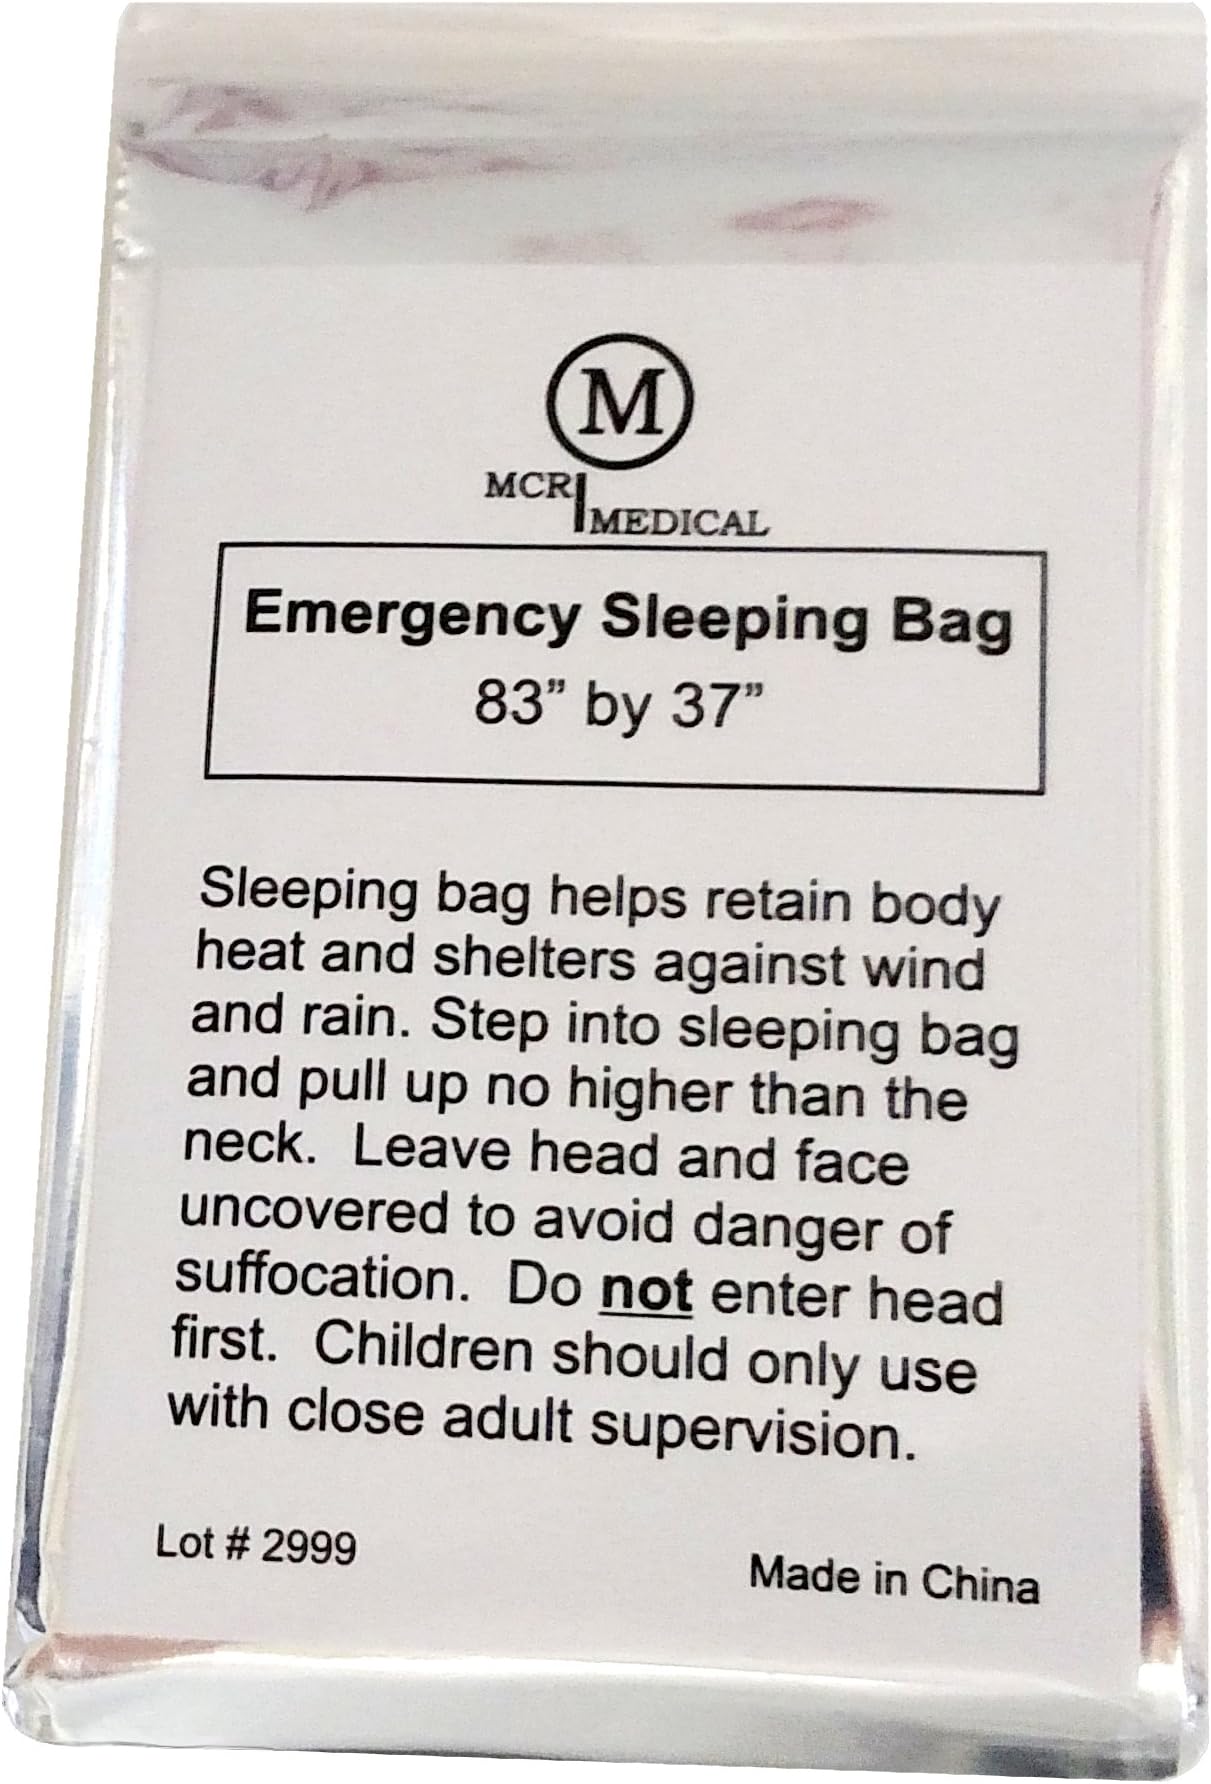 M
MCR
MEDICAL
Emergency Sleeping Bag
83” by 37”
Sleeping bag helps retain body
heat and shelters against wind
and rain. Step into sleeping bag
and pull up no higher than the
neck.  Leave head and face
uncovered to avoid danger of
suffocation.  Do not enter head
first.  Children should only use
with close adult supervision.
Lot # 2999
Made in China